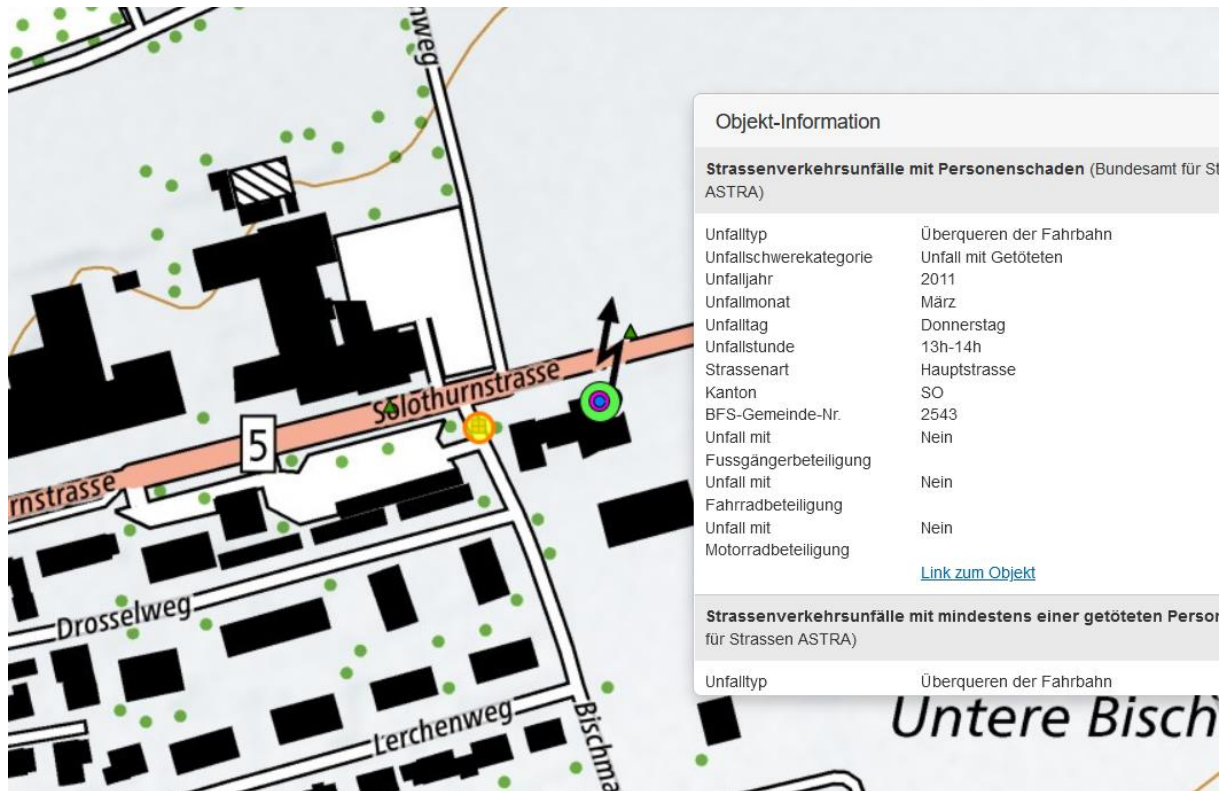 nweg
Objekt-Information
Strassenverkehrsunfälle mit Personenschaden (Bundesamt für St
ASTRA)
Unfalltyp Überqueren der Fahrbahn
Unfallschwerekategorie Unfall mit Getöteten
Unfalljahr 2011
Unfallmonat März
Unfalltag Donnerstag
Unfallstunde 13h-14h
Strassenart Hauptstrasse
Kanton SO
BFS-Gemeinde-Nr. 2543
Unfall mit Nein
Fussgängerbeteiligung
Unfall mit Nein
Fahrradbeteiligung
Unfall mit Nein
Motorradbeteiligung
Link zum Objekt
Strassenverkehrsunfälle mit mindestens einer getöteten Person
für Strassen ASTRA)
Unfalltyp Überqueren der Fahrbahn
Solothurnstrasse
5
rnstrasse
Drosselweg
Lerchenweg
Bischma
Untere Bisch